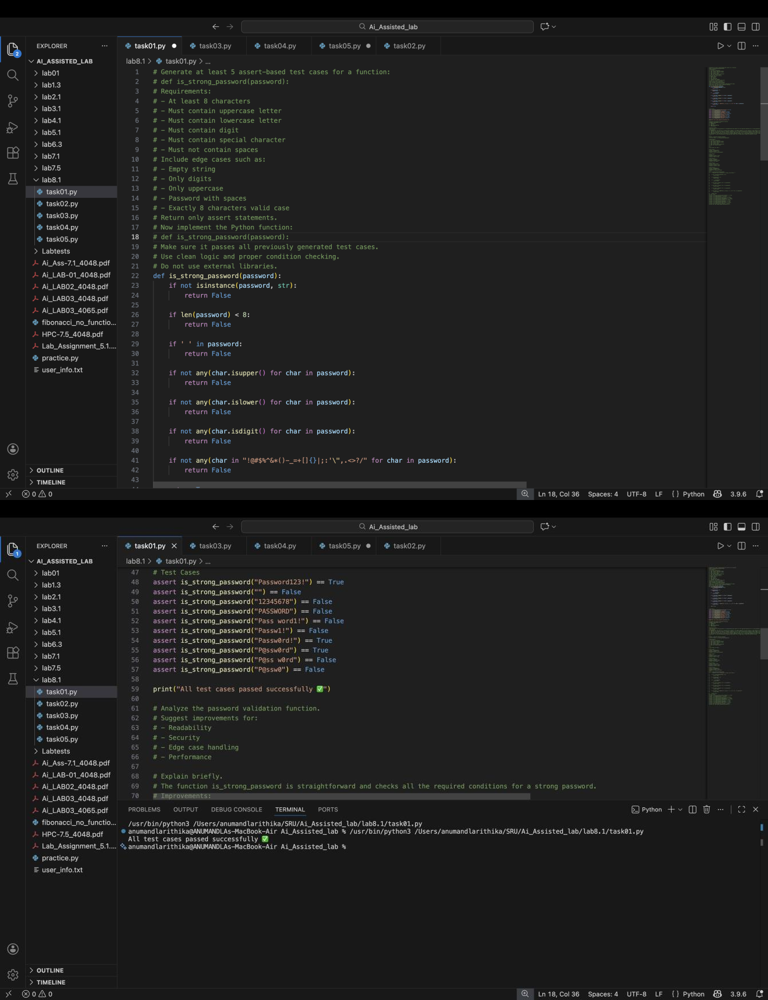 Ai_Assisted_lab
EXPLORER
task01.py
task03.py
task04.py
task05.py
task02.py
AI_ASSISTED_LAB
lab8.1 > task01.py > ...
lab01
lab1.3
lab2.1
lab3.1
lab4.1
lab5.1
lab6.3
lab7.1
lab7.5
lab8.1
task01.py
task02.py
task03.py
task04.py
task05.py
Labtests
Ai_Ass-7.1_4048.pdf
Ai_LAB-01_4048.pdf
Ai_LAB02_4048.pdf
Ai_LAB03_4048.pdf
Ai_LAB03_4065.pdf
fibonacci_no_functio...
HPC-7.5_4048.pdf
Lab_Assignment_5.1....
practice.py
user_info.txt
OUTLINE
TIMELINE
2
1 # Generate at least 5 assert-based test cases for a function:
2 # def is_strong_password(password):
3 # Requirements:
4 # - At least 8 characters
5 # - Must contain uppercase letter
6 # - Must contain lowercase letter
7 # - Must contain digit
8 # - Must contain special character
9 # - Must not contain spaces
10 # Include edge cases such as:
11 # - Empty string
12 # - Only digits
13 # - Only uppercase
14 # - Password with spaces
15 # - Exactly 8 characters valid case
16 # Return only assert statements.
17 # Now implement the Python function:
18 # def is_strong_password(password):
19 # Make sure it passes all previously generated test cases.
20 # Use clean logic and proper condition checking.
21 # Do not use external libraries.
22 def is_strong_password(password):
23 if not isinstance(password, str):
24 return False
25
26 if len(password) < 8:
27 return False
28
29 if ' ' in password:
30 return False
31
32 if not any(char.isupper() for char in password):
33 return False
34
35 if not any(char.islower() for char in password):
36 return False
37
38 if not any(char.isdigit() for char in password):
39 return False
40
41 if not any(char in "!@#$%^&*()-_=+[]{}|;:'\",.<>?/" for char in password):
42 return False
43
0 0
Ln 18, Col 36 Spaces: 4 UTF-8 LF {} Python 3.9.6
Ai_Assisted_lab
EXPLORER
task01.py
task03.py
task04.py
task05.py
task02.py
AI_ASSISTED_LAB
lab8.1 > task01.py > ...
lab01
lab1.3
lab2.1
lab3.1
lab4.1
lab5.1
lab6.3
lab7.1
lab7.5
lab8.1
task01.py
task02.py
task03.py
task04.py
task05.py
Labtests
Ai_Ass-7.1_4048.pdf
Ai_LAB-01_4048.pdf
Ai_LAB02_4048.pdf
Ai_LAB03_4048.pdf
Ai_LAB03_4065.pdf
fibonacci_no_functio...
HPC-7.5_4048.pdf
Lab_Assignment_5.1....
practice.py
user_info.txt
OUTLINE
TIMELINE
1
47 # Test Cases
48 assert is_strong_password("Password123!") == True
49 assert is_strong_password("") == False
50 assert is_strong_password("12345678") == False
51 assert is_strong_password("PASSWORD") == False
52 assert is_strong_password("Pass word1!") == False
53 assert is_strong_password("Passw1!") == False
54 assert is_strong_password("Passw0rd!") == True
55 assert is_strong_password("P@ssw0rd") == True
56 assert is_strong_password("P@ss w0rd") == False
57 assert is_strong_password("P@ssw0") == False
58
59 print("All test cases passed successfully ✅")
60
61 # Analyze the password validation function.
62 # Suggest improvements for:
63 # - Readability
64 # - Security
65 # - Edge case handling
66 # - Performance
67
68 # Explain briefly.
69 # The function is_strong_password is straightforward and checks all the required conditions for a strong password.
70 # Improvements:
PROBLEMS OUTPUT DEBUG CONSOLE TERMINAL PORTS
Python
/usr/bin/python3 /Users/anumandlarithika/SRU/Ai_Assisted_lab/lab8.1/task01.py
anumandlarithika@ANUMANDLAs-MacBook-Air Ai_Assisted_lab % /usr/bin/python3 /Users/anumandlarithika/SRU/Ai_Assisted_lab/lab8.1/task01.py
All test cases passed successfully ✅
anumandlarithika@ANUMANDLAs-MacBook-Air Ai_Assisted_lab %
0 0
Ln 18, Col 36 Spaces: 4 UTF-8 LF {} Python 3.9.6